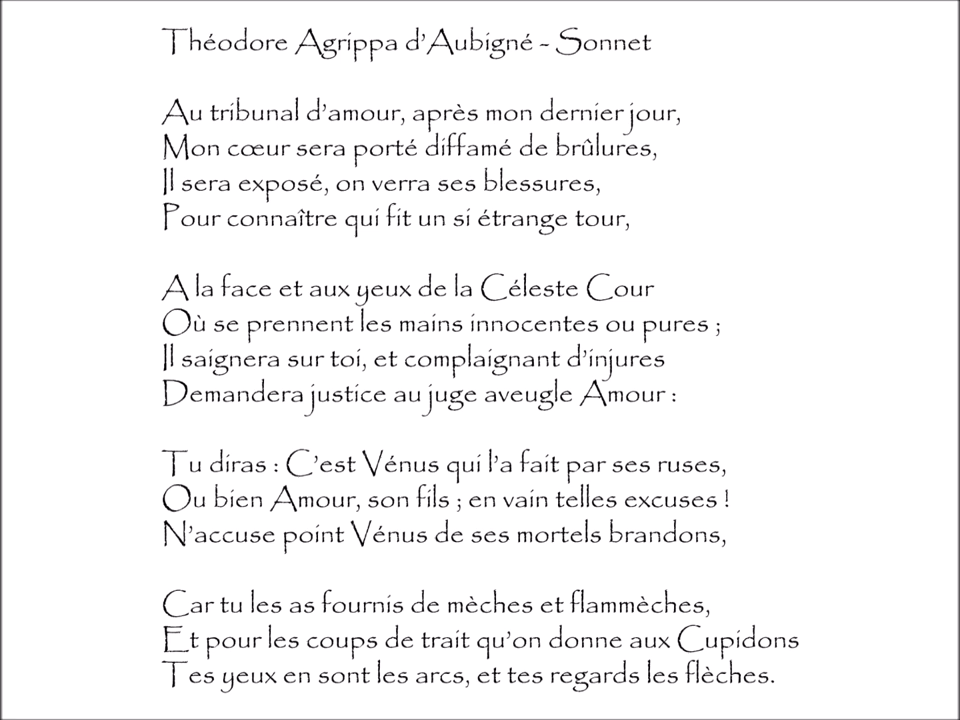 Théodore Agrippa d'Aubigné - Sonnet
Au tribunal d'amour, après mon dernier jour,
Mon cœur sera porté diffamé de brûlures,
Il sera exposé, on verra ses blessures,
Pour connaître qui fit un si étrange tour,
A la face et aux yeux de la Céleste Cour
Où se prennent les mains innocentes ou pures ;
Il saignera sur toi, et complaignant d'injures
Demandera justice au juge aveugle Amour :
Tu diras : C'est Vénus qui l'a fait par ses ruses,
Ou bien Amour, son fils ; en vain telles excuses !
N'accuse point Vénus de ses mortels brandons,
Car tu les as fournis de mèches et flammèches,
Et pour les coups de trait qu'on donne aux Cupidons
Tes yeux en sont les arcs, et tes regards les flèches.